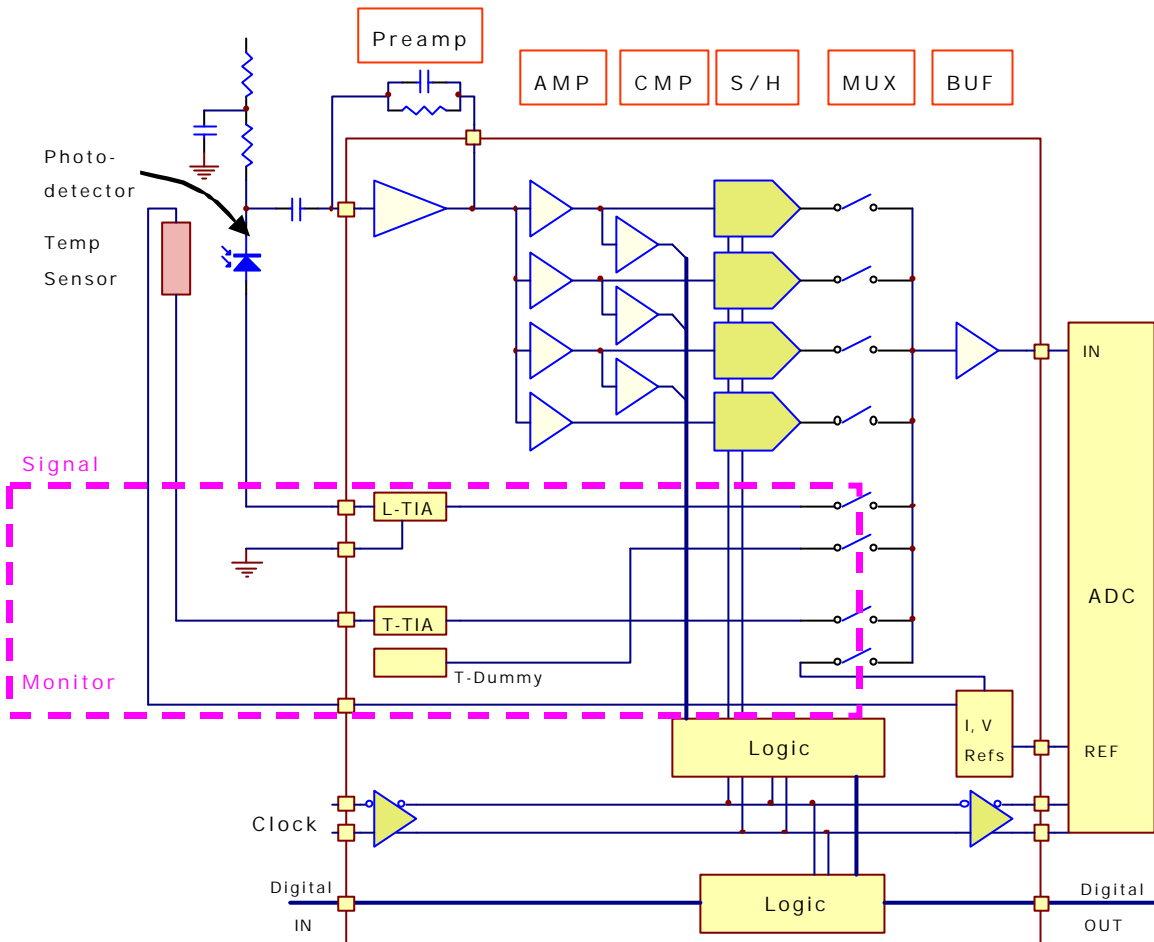 Preamp
AMP
CMP
S/H
MUX
BUF
Photo-
detector
Temp
Sensor
IN
Signal
L-TIA
ADC
T-TIA
Monitor
T-Dummy
I, V
Refs
REF
Logic
Clock
Digital
IN
Logic
Digital
OUT